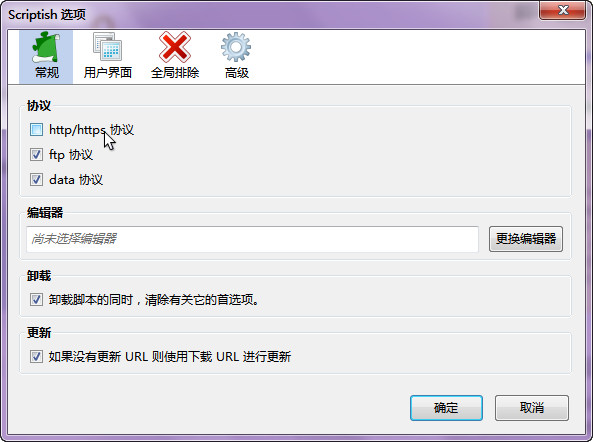 Scriptish 选项
常规
用户界面
全局排除
高级
协议
http/https 协议
ftp 协议
data 协议
编辑器
尚未选择编辑器
更换编辑器
卸载
卸载脚本的同时，清除有关它的首选项。
更新
如果没有更新 URL 则使用下载 URL 进行更新
确定
取消